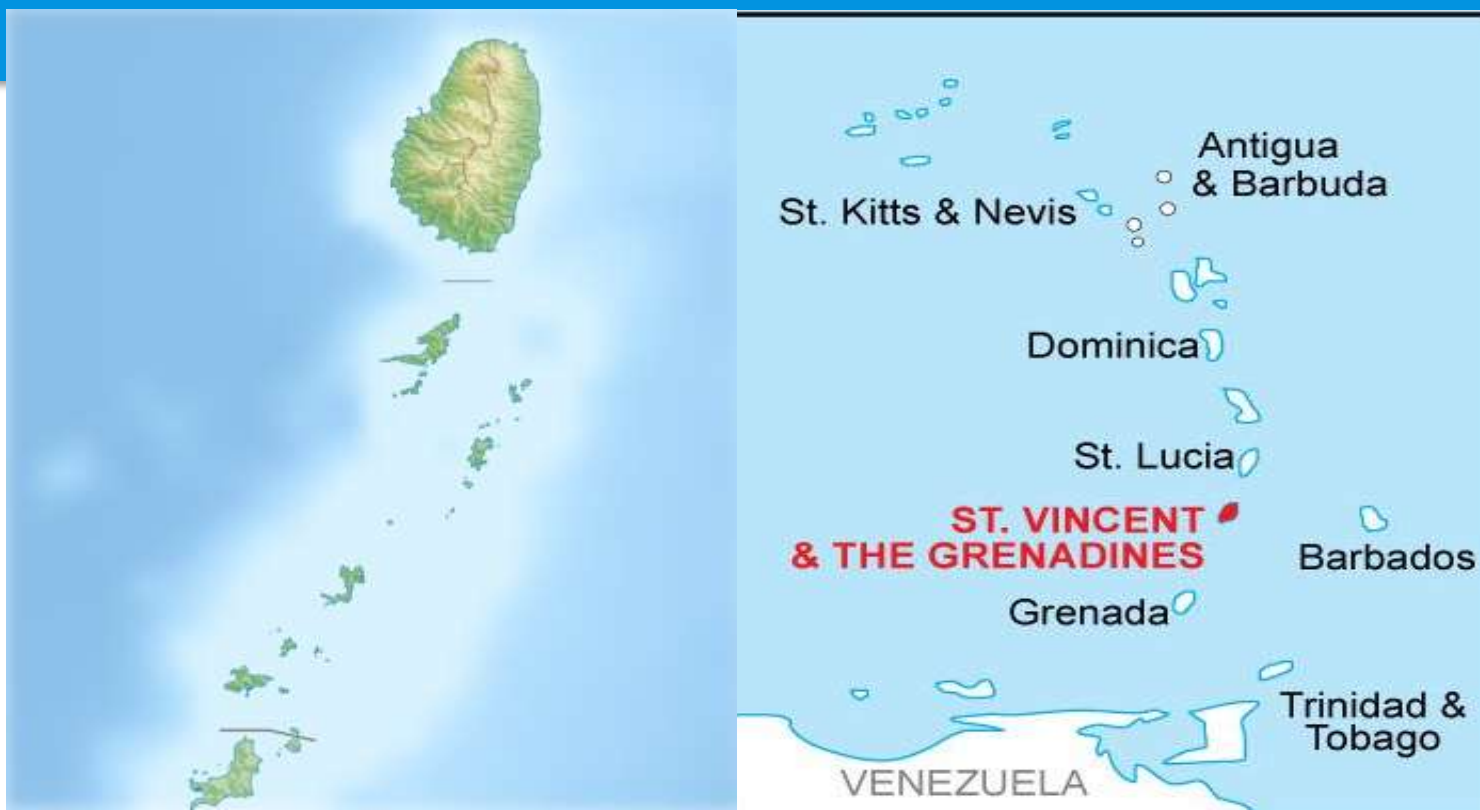 Antigua
& Barbuda
St. Kitts & Nevis
Dominica
St. Lucia
ST. VINCENT
& THE GRENADINES
Barbados
Grenada
Trinidad &
Tobago
VENEZUELA